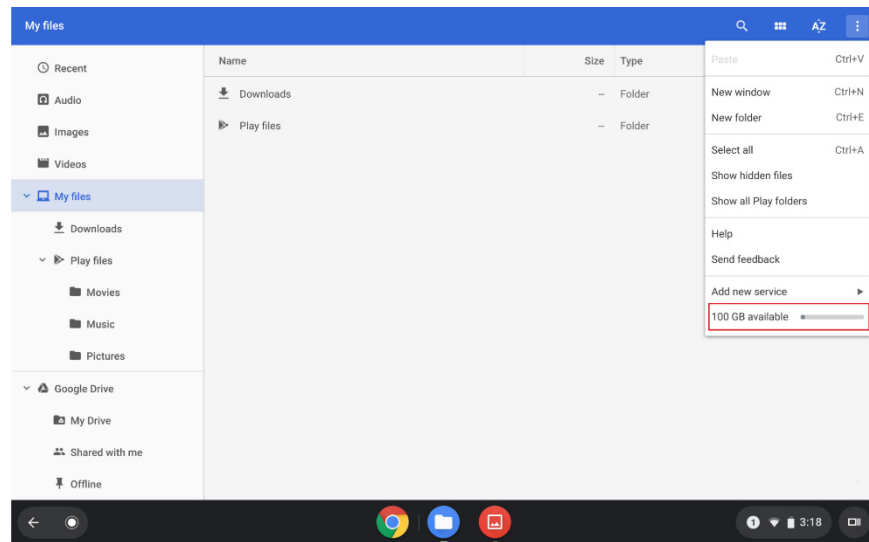 My files
AZ
Recent
Audio
Images
Videos
My files
Downloads
Play files
Movies
Music
Pictures
Google Drive
My Drive
Shared with me
Offline
Name Size Type
Downloads -- Folder
Play files -- Folder
Paste Ctrl+V
New window Ctrl+N
New folder Ctrl+E
Select all Ctrl+A
Show hidden files
Show all Play folders
Help
Send feedback
Add new service
100 GB available
1 3:18